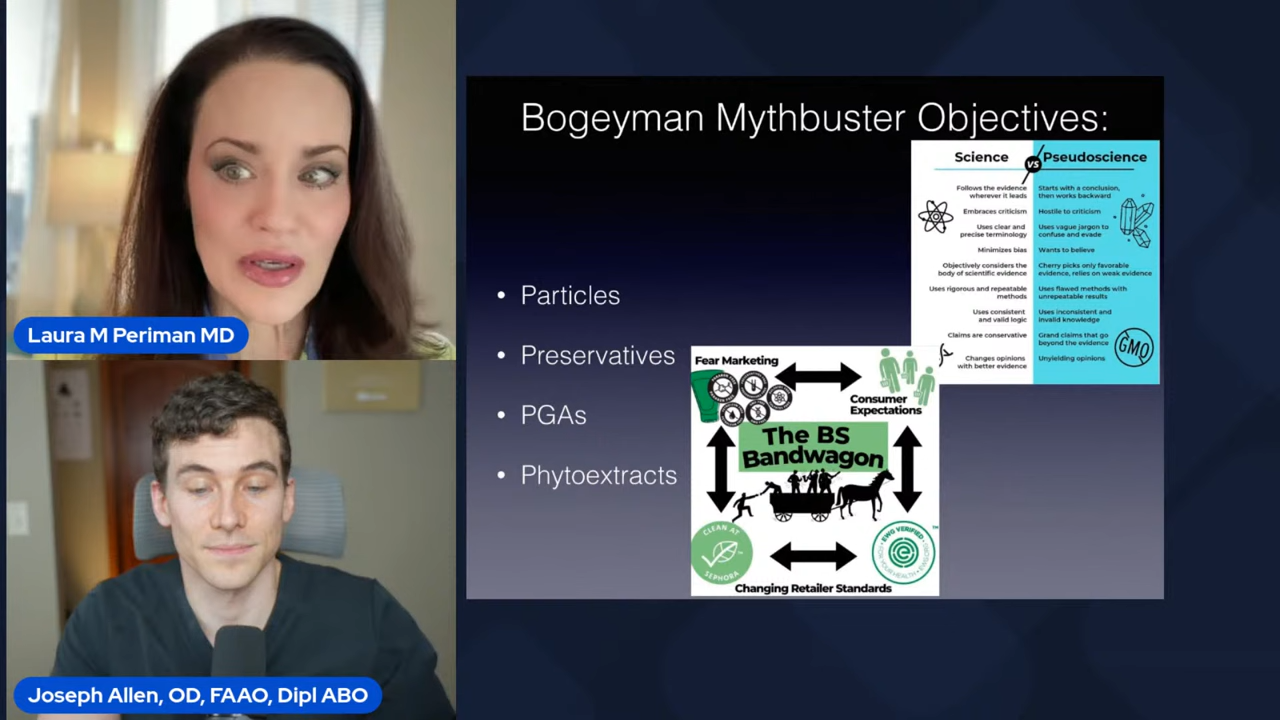 Laura M Periman MD
Joseph Allen, OD, FAAO, Dipl ABO
Bogeyman Mythbuster Objectives:
• Particles
• Preservatives
• PGAs
• Phytoextracts
Science
VS
Pseudoscience
Follows the evidence
wherever it leads
Starts with a conclusion,
then works backward
Embraces criticism
Hostile to criticism
Uses clear and
precise terminology
Uses vague jargon to
confuse and evade
Minimizes bias
Wants to believe
Objectively considers the
body of scientific evidence
Cherry picks only favorable
evidence, relies on weak evidence
Uses rigorous and repeatable
methods
Uses flawed methods with
unrepeatable results
Uses consistent
and valid logic
Uses inconsistent and
invalid knowledge
Claims are conservative
Grand claims that go
beyond the evidence
Changes opinions
with better evidence
Unyielding opinions
GMO
Fear Marketing
Consumer
Expectations
The BS
Bandwagon
CLEAN AT
SEPHORA
™
EWG VERIFIED
™
Changing Retailer Standards